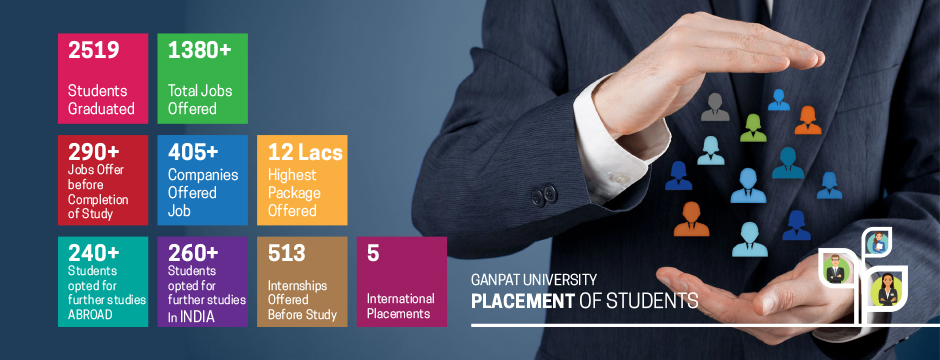 2519
Students
Graduated
1380+
Total Jobs
Offered
290+
Jobs Offer
before
Completion
of Study
405+
Companies
Offered
Job
12 Lacs
Highest
Package
Offered
240+
Students
opted for
further studies
ABROAD
260+
Students
opted for
further studies
In INDIA
513
Internships
Offered
Before Study
5
International
Placements
GANPAT UNIVERSITY
PLACEMENT OF STUDENTS